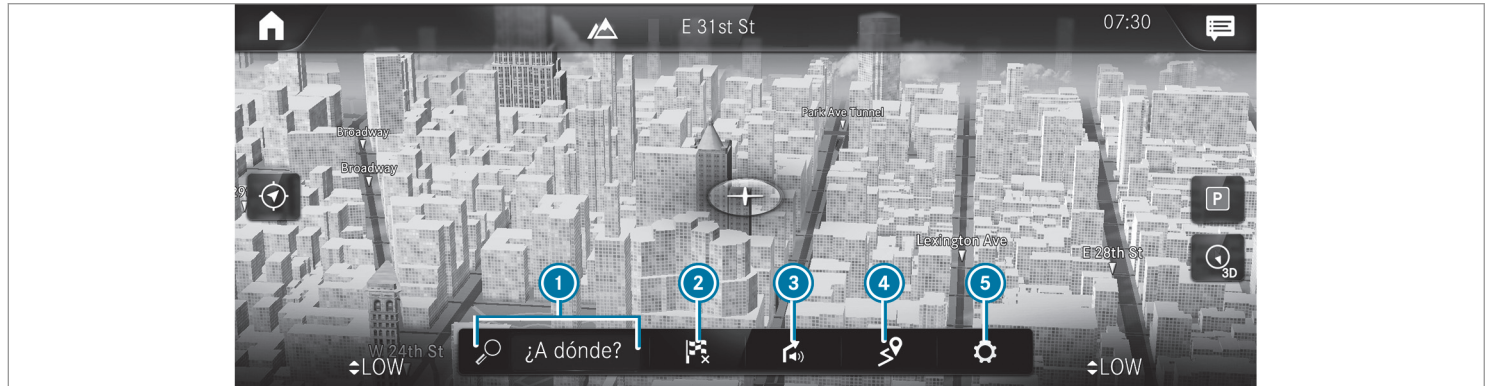 E 31st St
07:30
Park Ave Tunnel
Broadway
Broadway
29
P
Lexington Ave
E 28th St
3D
1
2
3
4
5
W 24th St
¿A dónde?
LOW
LOW